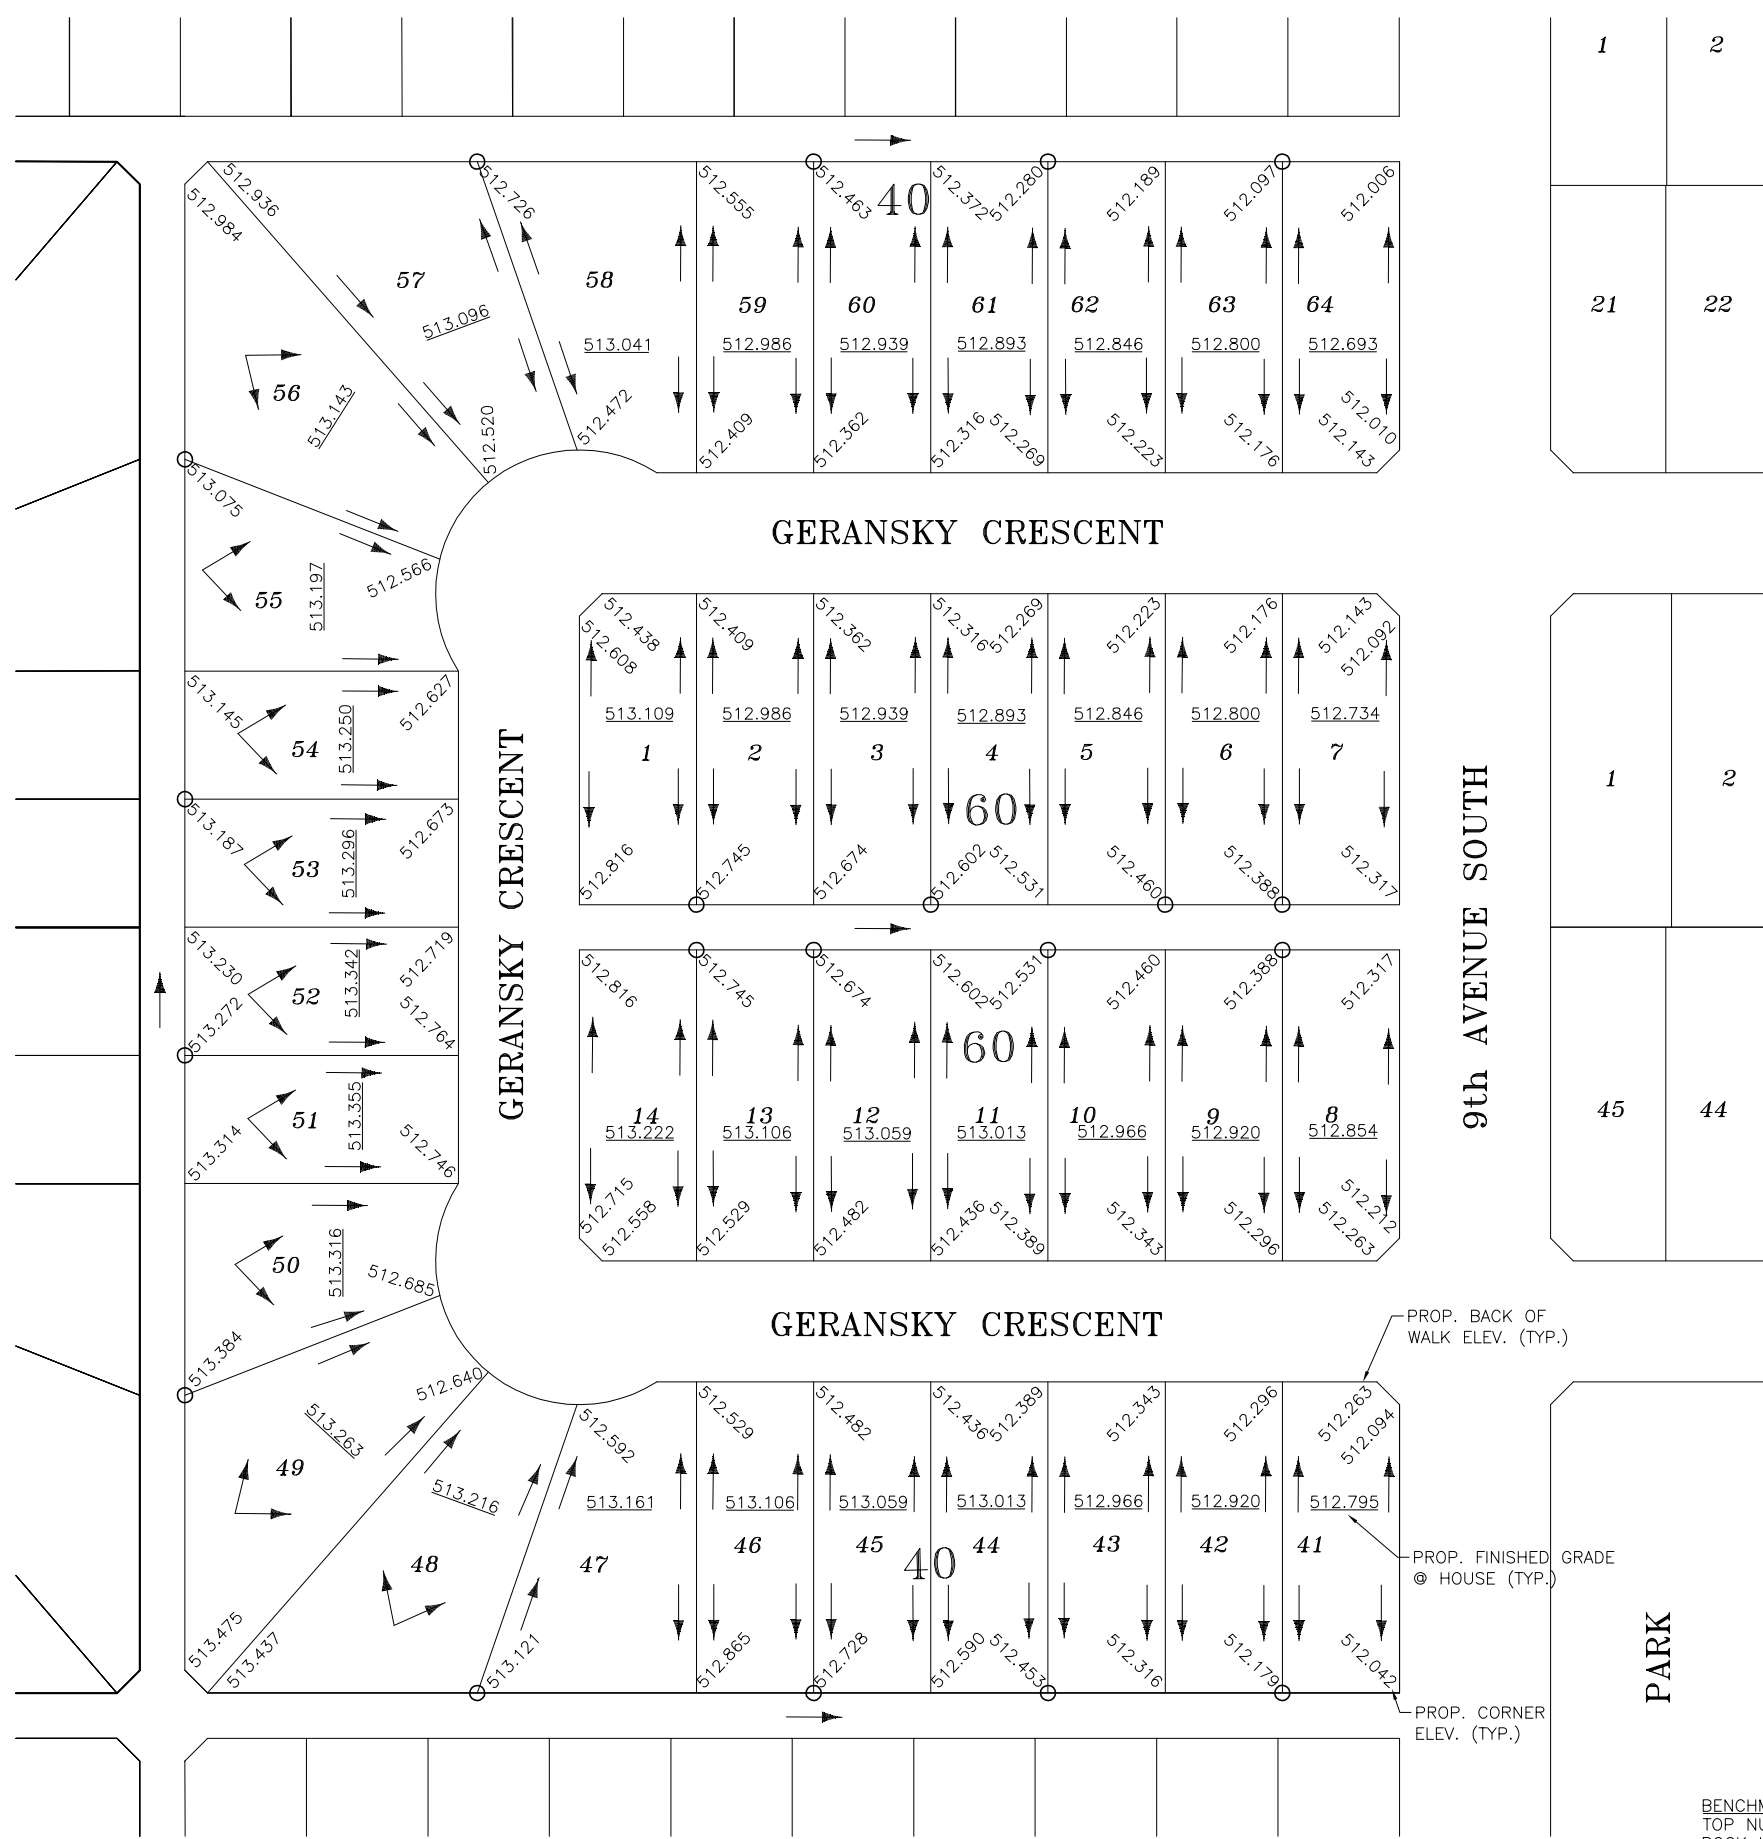 1 2
512.936 512.726 512.555 512.463 40 512.372 512.280 512.189 512.097 512.006
512.984
57 58 59 60 61 62 63 64 21 22
513.096 513.041 512.986 512.939 512.893 512.846 512.800 512.693
56
513.143
512.520 512.472 512.409 512.362 512.316 512.269 512.223 512.176 512.143 512.010
513.075
GERANSKY CRESCENT
512.566
55
513.197
512.438 512.409 512.362 512.316 512.269 512.223 512.176 512.143
512.608 512.092
513.145 512.627
54
513.250
513.109 512.986 512.939 512.893 512.846 512.800 512.734
1 2 3 4 5 6 7
1 2
60
513.187 512.673
53
513.296
512.816 512.745 512.674 512.602 512.531 512.460 512.388 512.317
GERANSKY CRESCENT
9th AVENUE SOUTH
513.230 512.719
52
513.342
513.272 512.764
512.816 512.745 512.674 512.602 512.531 512.460 512.388 512.317
60
51
513.355
14 13 12 11 10 9 8
45 44
513.222 513.106 513.059 513.013 512.966 512.920 512.854
513.314 512.746
512.715 512.212
512.558 512.529 512.482 512.436 512.389 512.343 512.296 512.263
50
513.316
512.685
513.384
GERANSKY CRESCENT
PROP. BACK OF
WALK ELEV. (TYP.)
512.640
512.592 512.529 512.482 512.436 512.389 512.343 512.296 512.263
512.094
513.263
49
513.216 513.161 513.106 513.059 513.013 512.966 512.920 512.795
48 47 46 45 44 43 42 41
40
PROP. FINISHED GRADE
@ HOUSE (TYP.)
513.475
513.437 513.121 512.865 512.728 512.590 512.453 512.316 512.179 512.042
PARK
PROP. CORNER
ELEV. (TYP.)
TOP